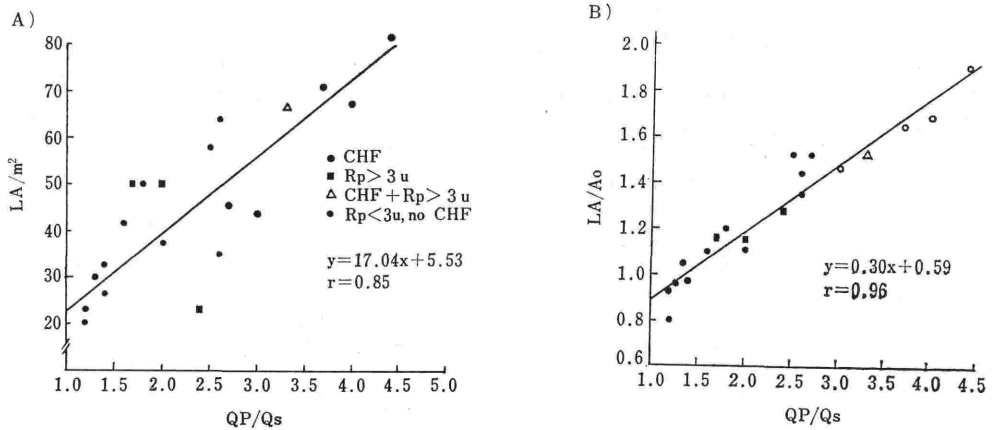 A)
LA/m²
80
70
60
50
40
30
20
1.0 1.5 2.0 2.5 3.0 3.5 4.0 4.5 5.0
QP/Qs
● CHF
■ Rp>3u
△ CHF+Rp>3u
● Rp<3u, no CHF
y=17.04x+5.53
r=0.85
B)
LA/Ao
2.0
1.8
1.6
1.4
1.2
1.0
0.8
0.6
1.0 1.5 2.0 2.5 3.0 3.5 4.0 4.5
QP/Qs
y=0.30x+0.59
r=0.96